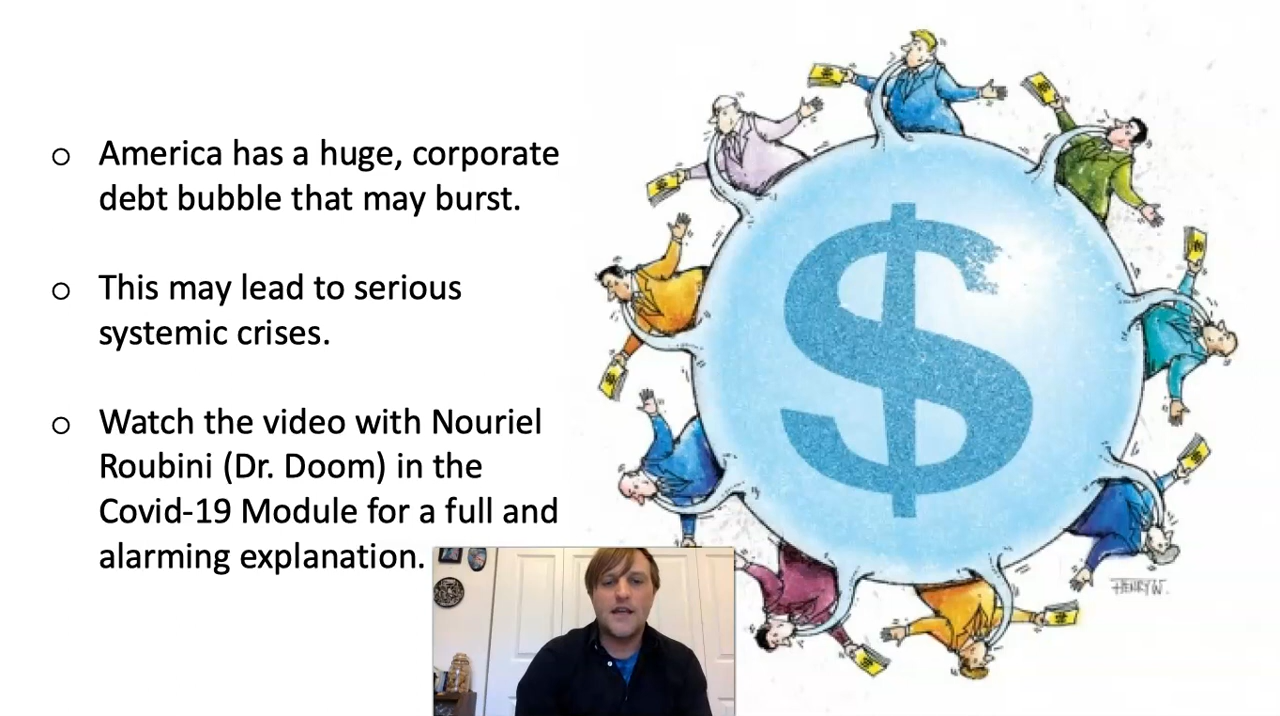 America has a huge, corporate
debt bubble that may burst.
This may lead to serious
systemic crises.
Watch the video with Nouriel
Roubini (Dr. Doom) in the
Covid-19 Module for a full and
alarming explanation.
$
HENRY W.